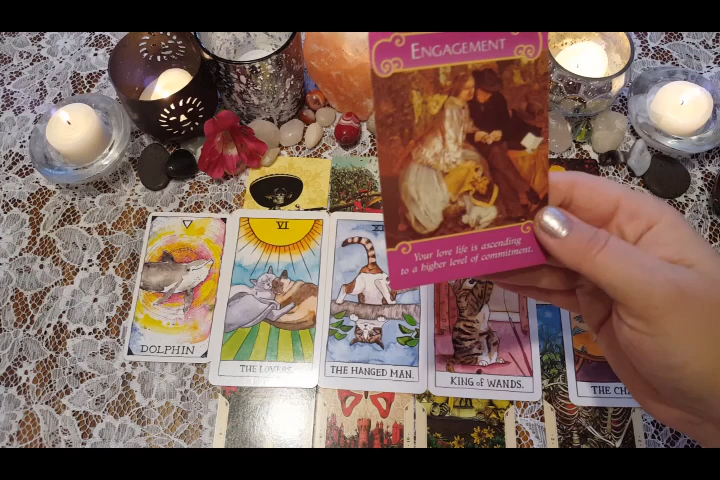 ENGAGEMENT
Your love life is ascending
to a higher level of commitment.
V
DOLPHIN
VI
THE LOVERS.
THE HANGED MAN.
KING of WANDS.